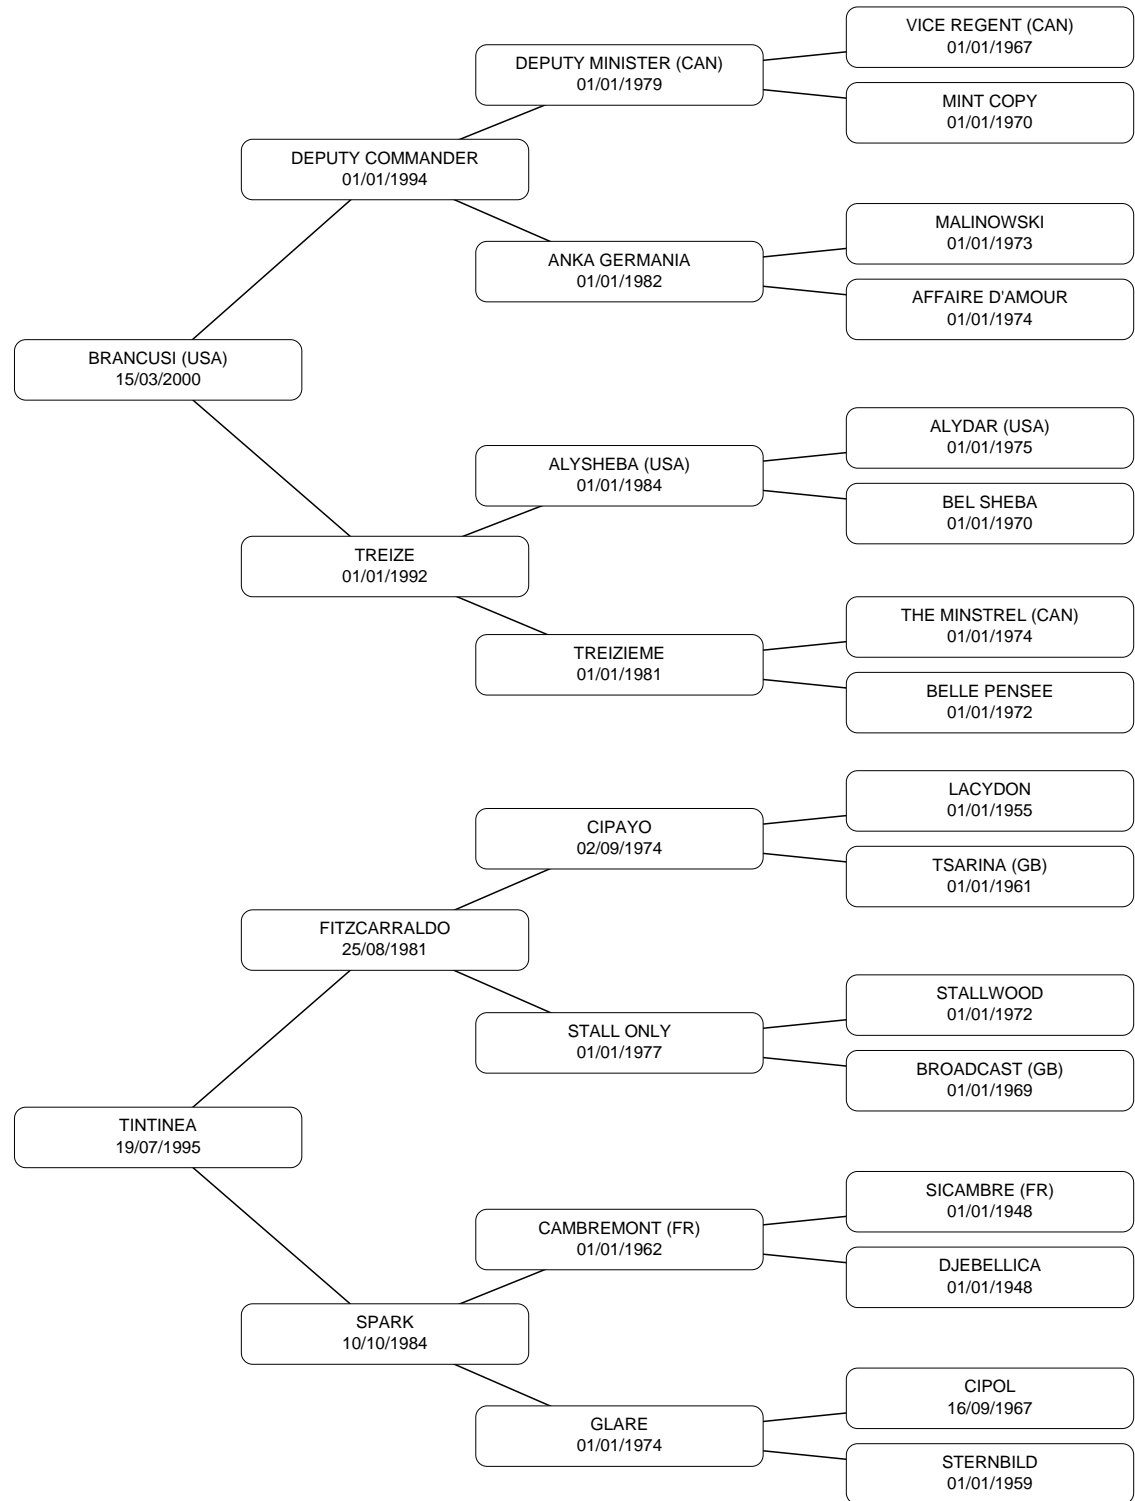 VICE REGENT (CAN)
01/01/1967
DEPUTY MINISTER (CAN)
01/01/1979
MINT COPY
01/01/1970
DEPUTY COMMANDER
01/01/1994
MALINOWSKI
01/01/1973
ANKA GERMANIA
01/01/1982
AFFAIRE D'AMOUR
01/01/1974
BRANCUSI (USA)
15/03/2000
ALYDAR (USA)
01/01/1975
ALYSHEBA (USA)
01/01/1984
BEL SHEBA
01/01/1970
TREIZE
01/01/1992
THE MINSTREL (CAN)
01/01/1974
TREIZIEME
01/01/1981
BELLE PENSEE
01/01/1972
LACYDON
01/01/1955
CIPAYO
02/09/1974
TSARINA (GB)
01/01/1961
FITZCARRALDO
25/08/1981
STALLWOOD
01/01/1972
STALL ONLY
01/01/1977
BROADCAST (GB)
01/01/1969
TINTINEA
19/07/1995
SICAMBRE (FR)
01/01/1948
CAMBREMONT (FR)
01/01/1962
DJEBELLICA
01/01/1948
SPARK
10/10/1984
CIPOL
16/09/1967
GLARE
01/01/1974
STERNBILD
01/01/1959